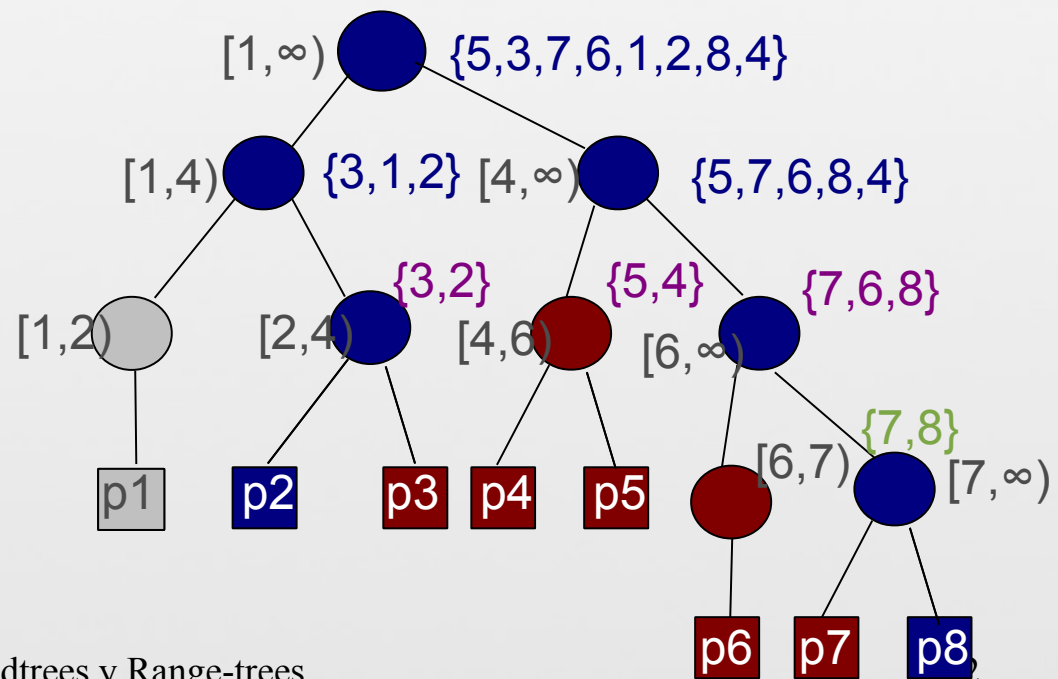 [1,∞) {5,3,7,6,1,2,8,4}
[1,4) {3,1,2} [4,∞) {5,7,6,8,4}
{3,2} {5,4} {7,6,8}
[1,2) [2,4) [4,6) [6,∞)
{7,8}
p1 p2 p3 p4 p5 [6,7) [7,∞)
p6 p7 p8
dtrees y Range-trees